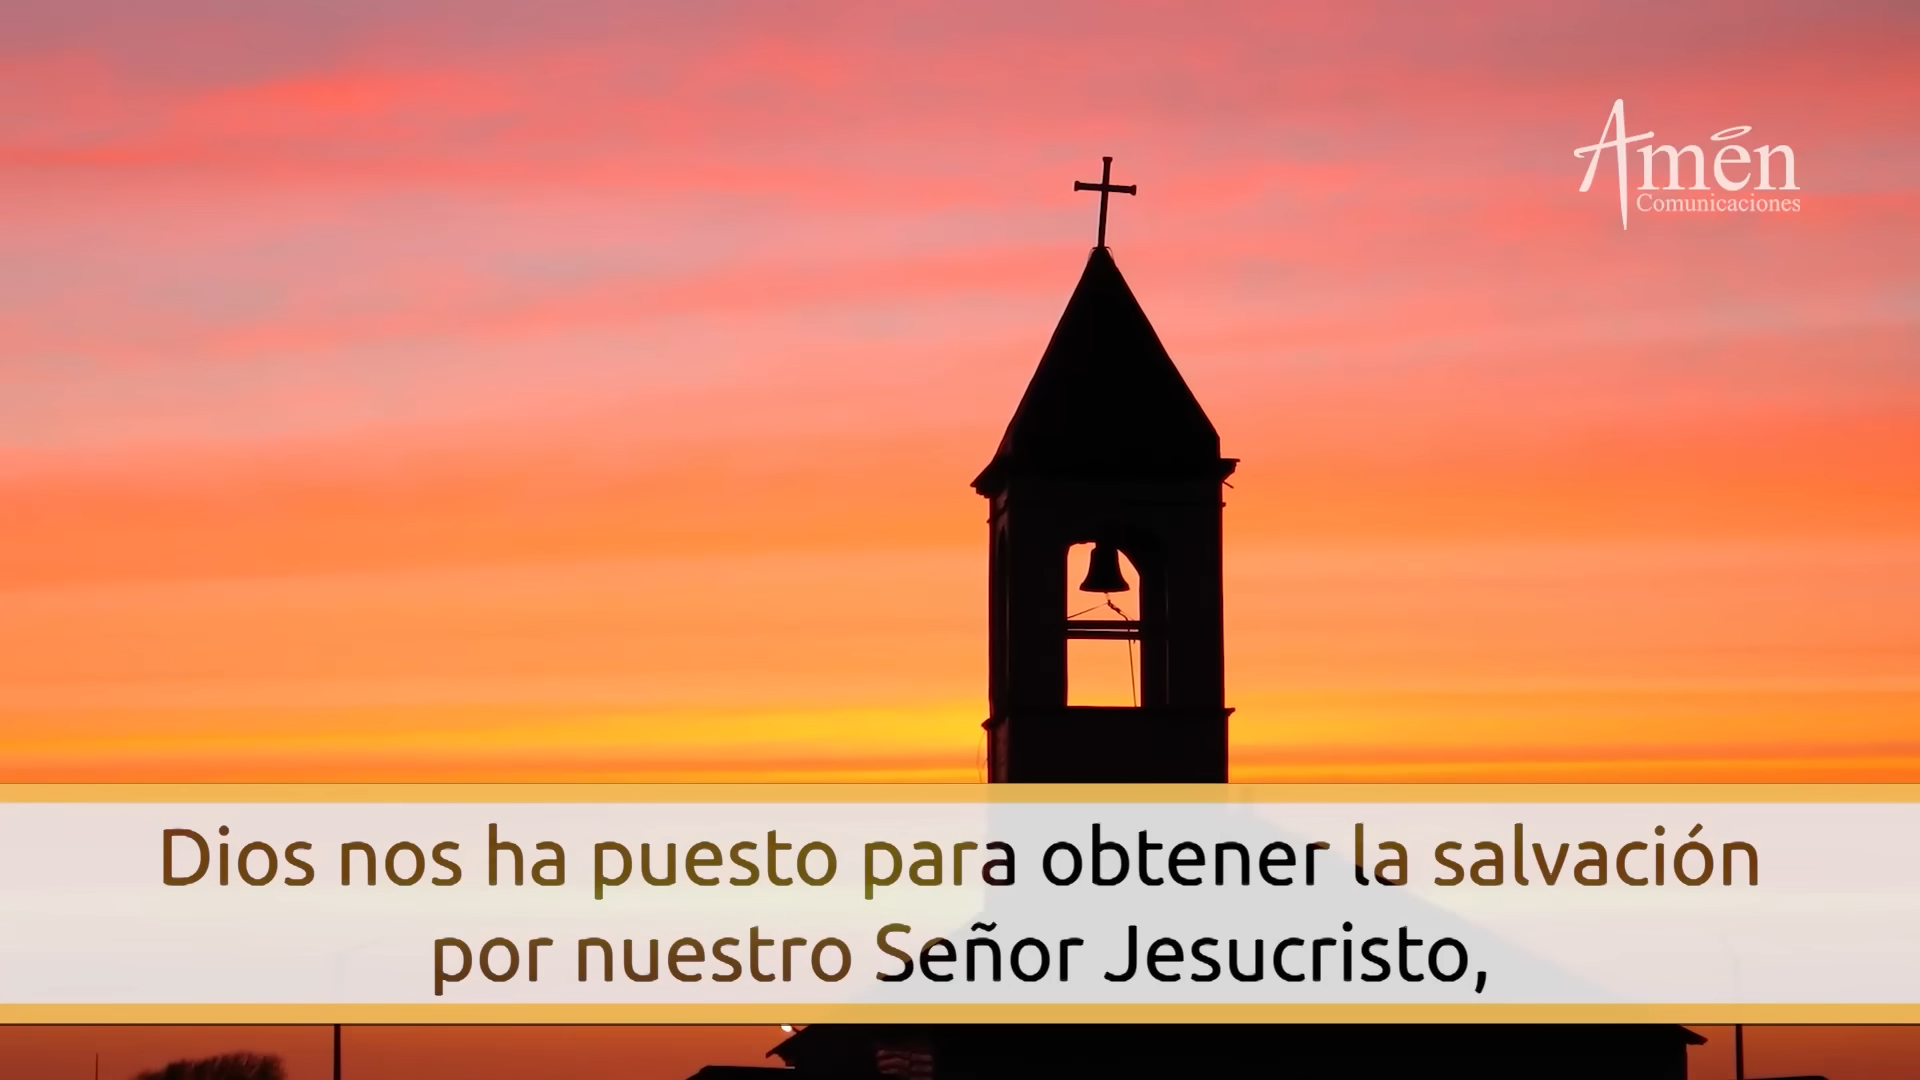 Amén
Comunicaciones
Dios nos ha puesto para obtener la salvación
por nuestro Señor Jesucristo,